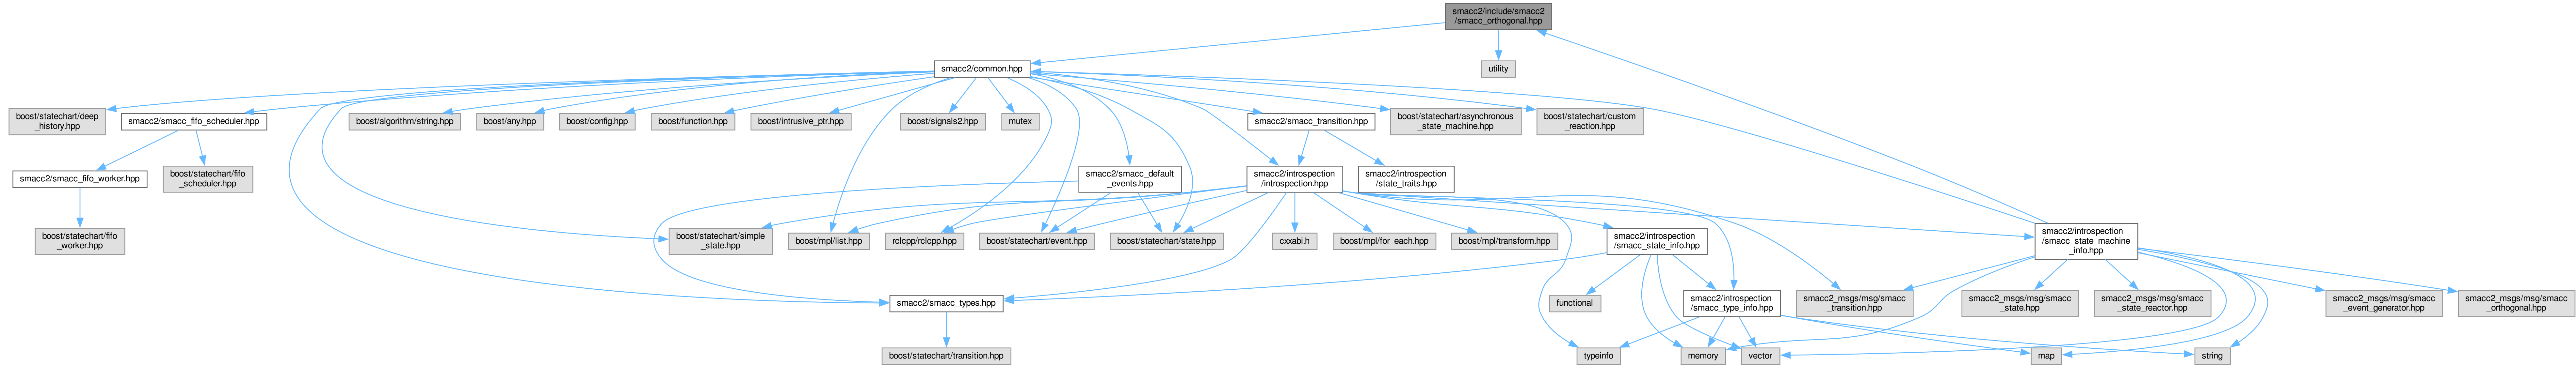 smacc2/include/smacc2
/smacc_orthogonal.hpp
smacc2/common.hpp
utility
boost/statechart/deep
_history.hpp
smacc2/smacc_fifo_scheduler.hpp
boost/algorithm/string.hpp
boost/any.hpp
boost/config.hpp
boost/function.hpp
boost/intrusive_ptr.hpp
boost/signals2.hpp
mutex
smacc2/smacc_transition.hpp
boost/statechart/asynchronous
_state_machine.hpp
boost/statechart/custom
_reaction.hpp
smacc2/smacc_fifo_worker.hpp
boost/statechart/fifo
_scheduler.hpp
smacc2/smacc_default
_events.hpp
smacc2/introspection
/introspection.hpp
smacc2/introspection
/state_traits.hpp
boost/statechart/fifo
_worker.hpp
boost/statechart/simple
_state.hpp
boost/mpl/list.hpp
rclcpp/rclcpp.hpp
boost/statechart/event.hpp
boost/statechart/state.hpp
cxxabi.h
boost/mpl/for_each.hpp
boost/mpl/transform.hpp
smacc2/introspection
/smacc_state_info.hpp
smacc2/introspection
/smacc_state_machine
_info.hpp
smacc2/smacc_types.hpp
functional
smacc2/introspection
/smacc_type_info.hpp
smacc2_msgs/msg/smacc
_transition.hpp
smacc2_msgs/msg/smacc
_state.hpp
smacc2_msgs/msg/smacc
_state_reactor.hpp
smacc2_msgs/msg/smacc
_event_generator.hpp
smacc2_msgs/msg/smacc
_orthogonal.hpp
boost/statechart/transition.hpp
typeinfo
memory
vector
map
string